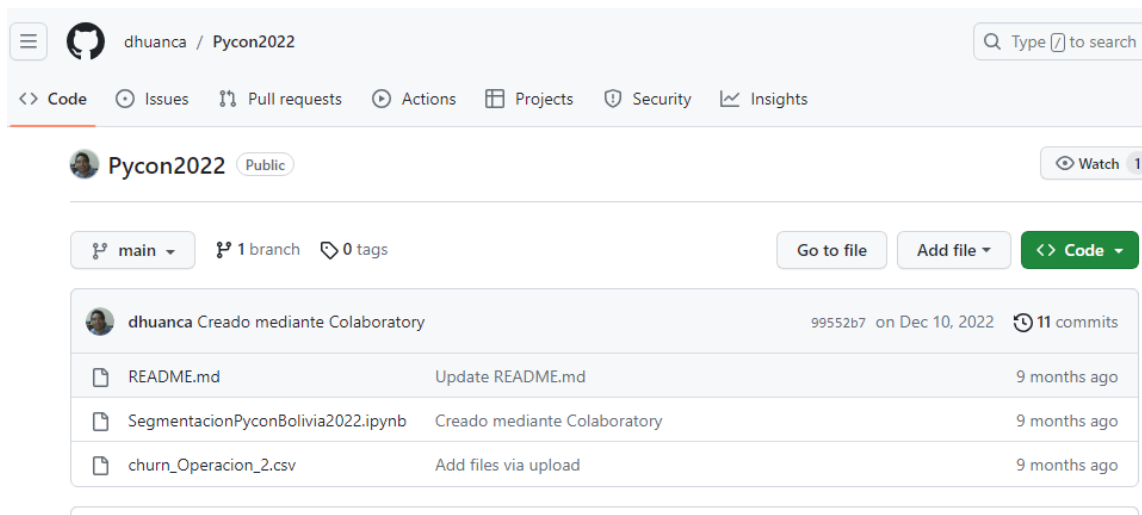 dhuanca / Pycon2022
Type / to search
Code Issues Pull requests Actions Projects Security Insights
Pycon2022 Public
Watch 1
main 1 branch 0 tags
Go to file Add file Code
dhuanca Creado mediante Colaboratory 99552b7 on Dec 10, 2022 11 commits
README.md Update README.md 9 months ago
SegmentacionPyconBolivia2022.ipynb Creado mediante Colaboratory 9 months ago
churn_Operacion_2.csv Add files via upload 9 months ago